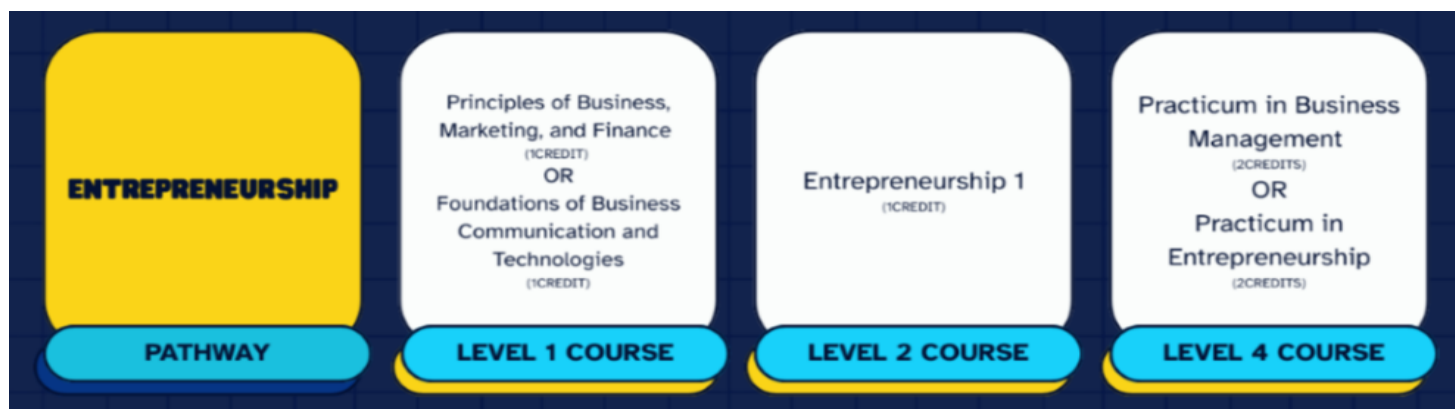 ENTREPRENEURSHIP
PATHWAY
Principles of Business,
Marketing, and Finance
(1CREDIT)
OR
Foundations of Business
Communication and
Technologies
(1CREDIT)
LEVEL 1 COURSE
Entrepreneurship 1
(1CREDIT)
LEVEL 2 COURSE
Practicum in Business
Management
(2CREDITS)
OR
Practicum in
Entrepreneurship
(2CREDITS)
LEVEL 4 COURSE